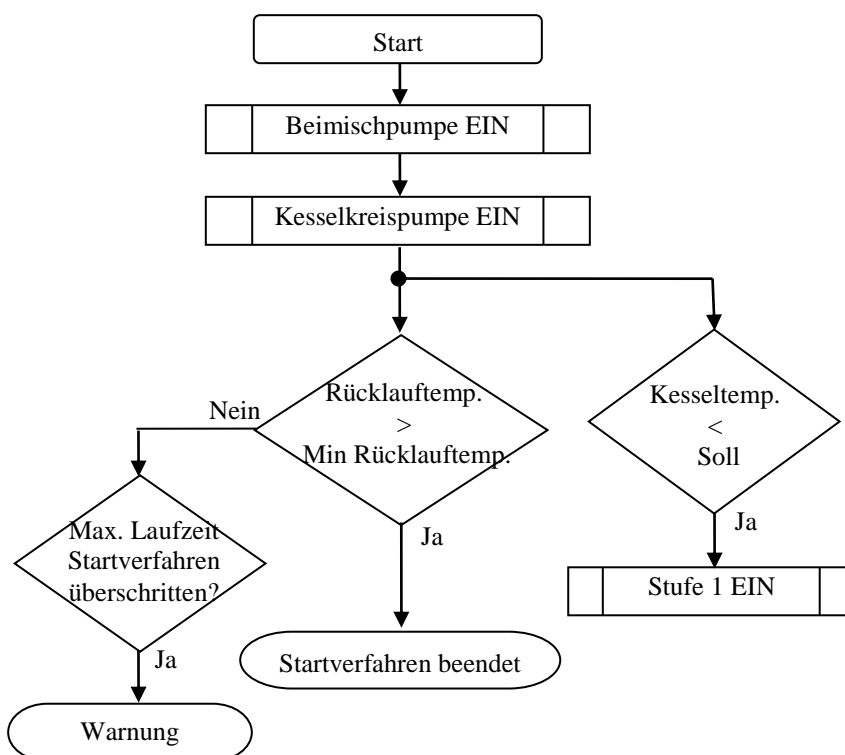 Start
Beimischpumpe EIN
Kesselkreispumpe EIN
Nein
Rücklauftemp.
>
Min Rücklauftemp.
Kesseltemp.
<
Soll
Ja
Ja
Max. Laufzeit
Startverfahren
überschritten?
Stufe 1 EIN
Ja
Startverfahren beendet
Warnung